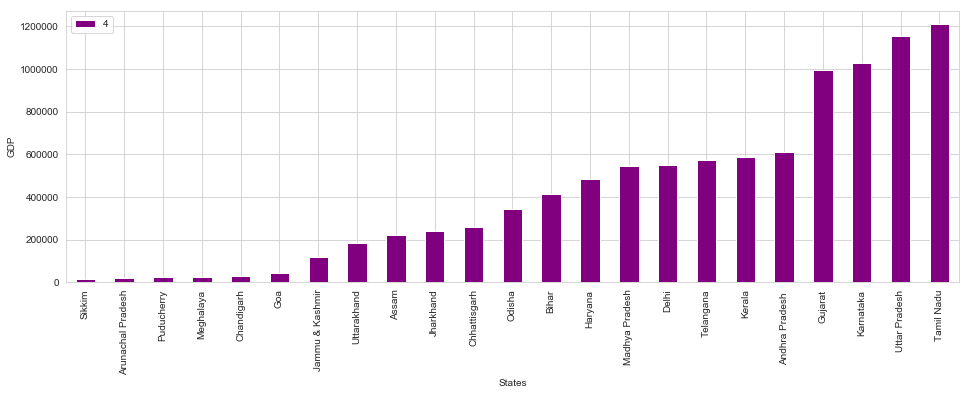 4
1200000
1000000
800000
600000
400000
200000
0
GDP
Sikkim
Arunachal Pradesh
Puducherry
Meghalaya
Chandigarh
Goa
Jammu & Kashmir
Uttarakhand
Assam
Jharkhand
Chhattisgarh
Odisha
Bihar
Haryana
Madhya Pradesh
Delhi
Telangana
Kerala
Andhra Pradesh
Gujarat
Karnataka
Uttar Pradesh
Tamil Nadu
States